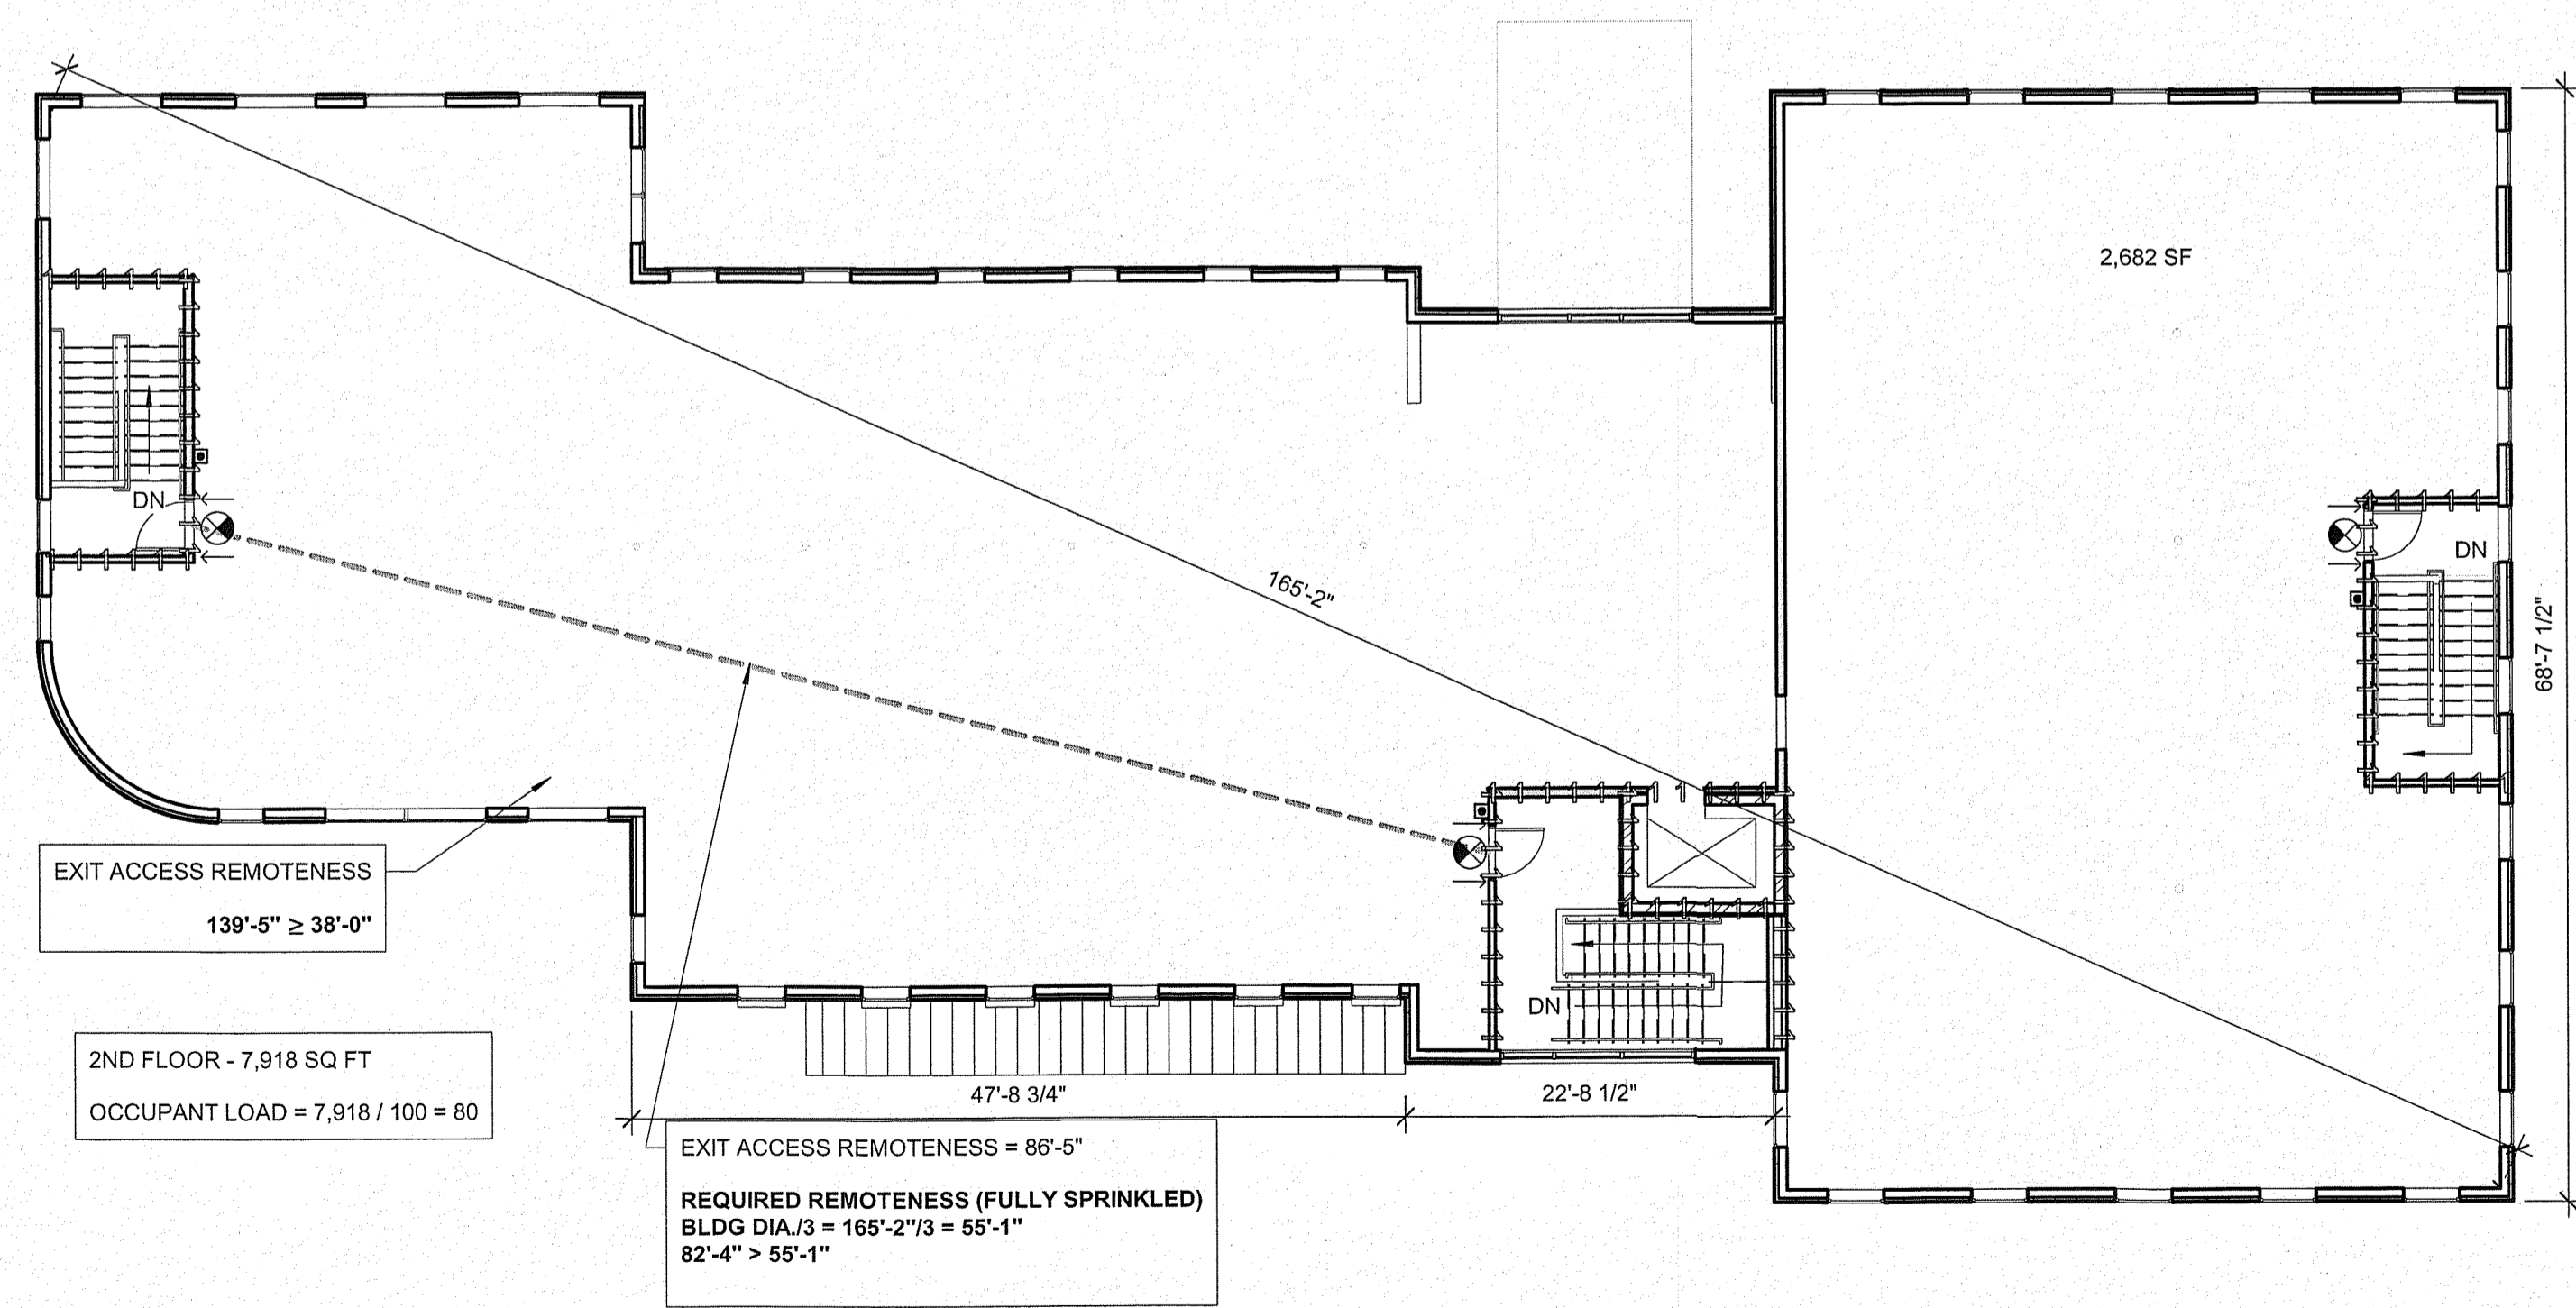 2,682 SF
165'-2"
DN
DN
68'-7 1/2"
EXIT ACCESS REMOTENESS
139'-5" ≥ 38'-0"
DN
2ND FLOOR - 7,918 SQ FT
OCCUPANT LOAD = 7,918 / 100 = 80
47'-8 3/4"
22'-8 1/2"
EXIT ACCESS REMOTENESS = 86'-5"
REQUIRED REMOTENESS (FULLY SPRINKLED)
BLDG DIA./3 = 165'-2"/3 = 55'-1"
82'-4" > 55'-1"